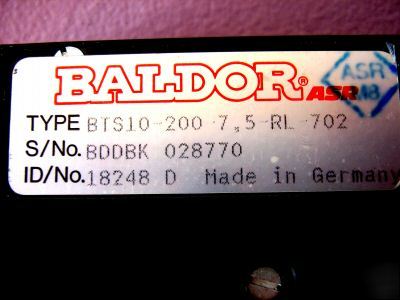 BALDOR® ASR
ASR
48
TYPE BTS10-200-7,5-RL-702
S/No. BDDBK 028770
ID/No. 18248 D Made in Germany